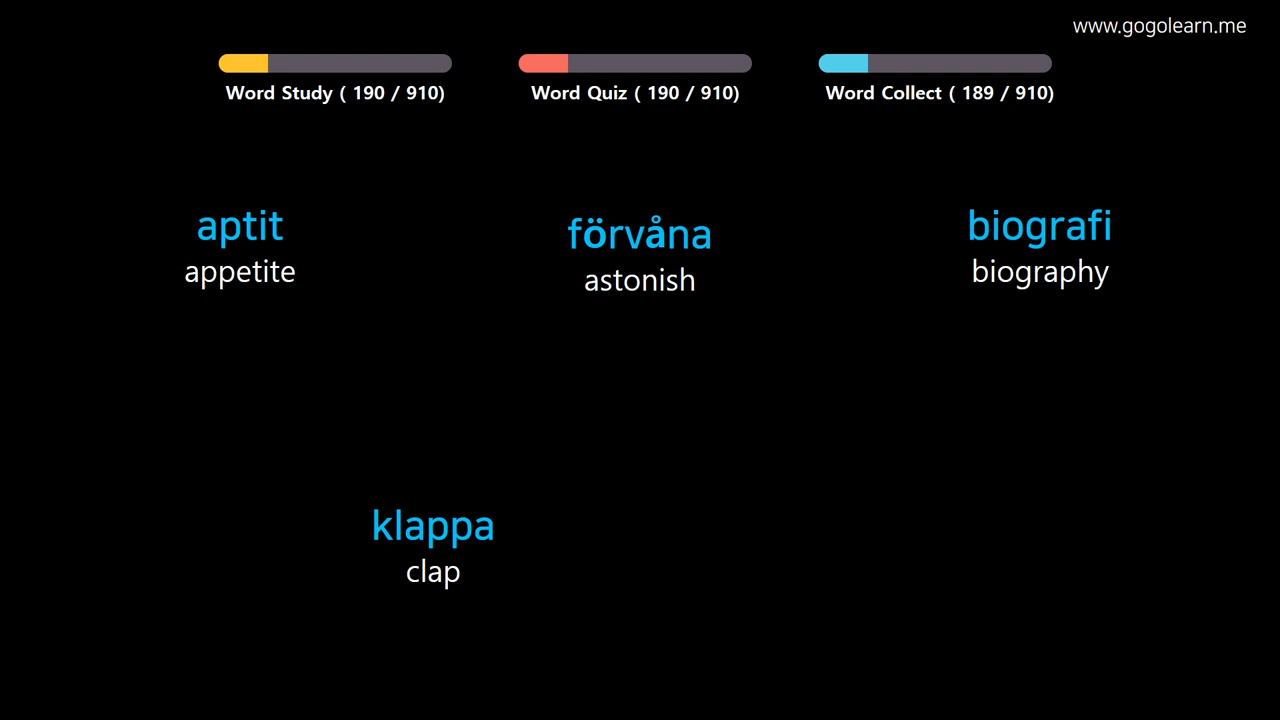 www.gogolearn.me
Word Study ( 190 / 910)
Word Quiz ( 190 / 910)
Word Collect ( 189 / 910)
aptit
appetite
förvåna
astonish
biografi
biography
klappa
clap